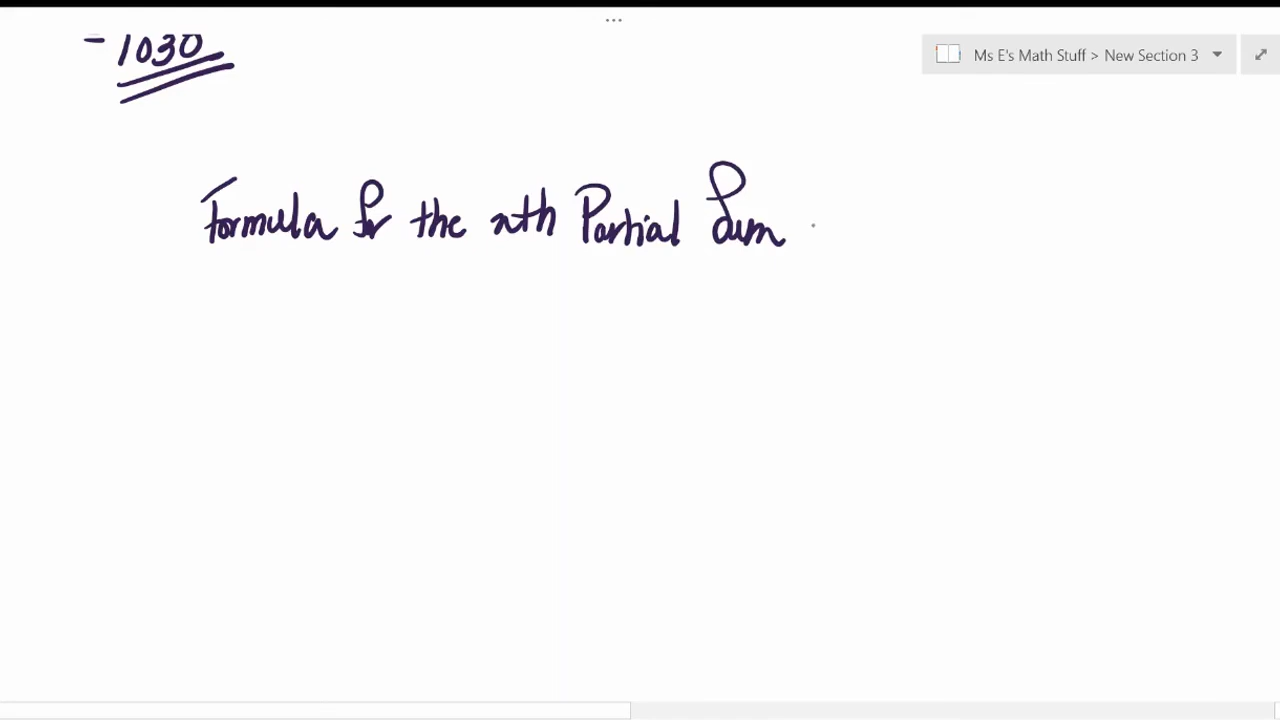 - 1030
Ms E's Math Stuff > New Section 3
Formula for the nth Partial Sum